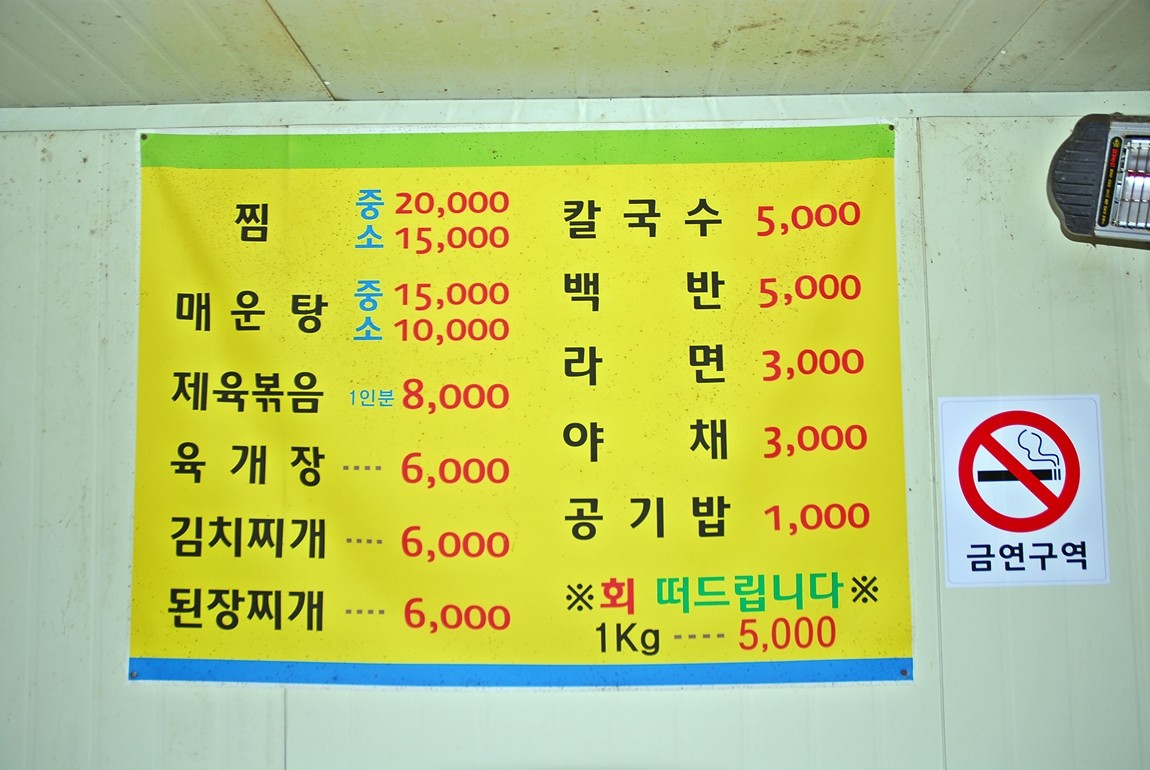 찜 중 20,000
소 15,000
매운탕 중 15,000
소 10,000
제육볶음 1인분 8,000
육개장 ---- 6,000
김치찌개 ---- 6,000
된장찌개 ---- 6,000
칼국수 5,000
백반 5,000
라면 3,000
야채 3,000
공기밥 1,000
※회 떠드립니다※
1Kg ---- 5,000
금연구역